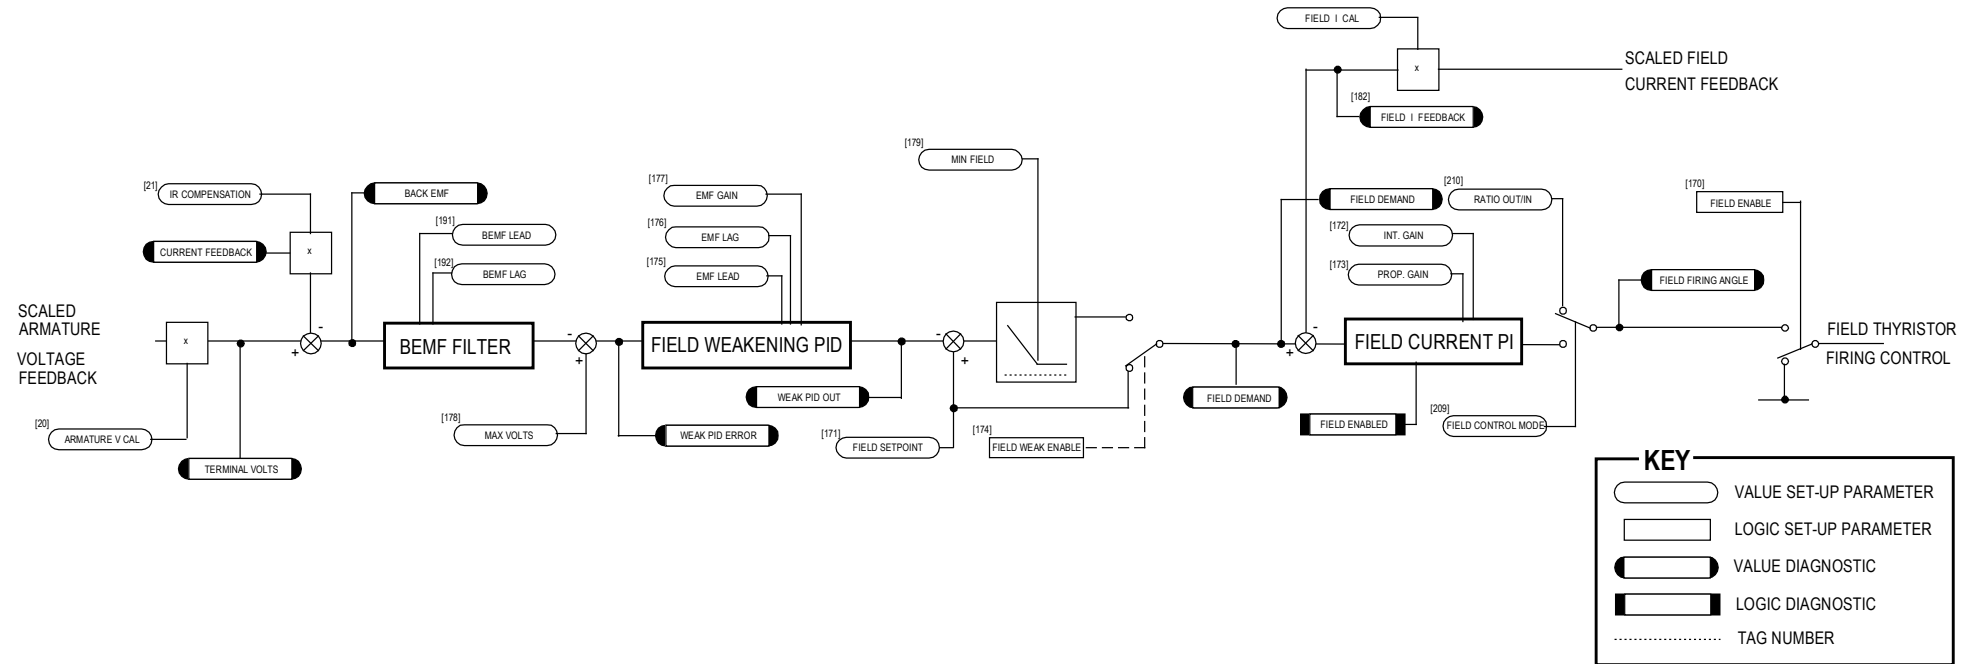 FIELD I CAL
x
SCALED FIELD
CURRENT FEEDBACK
[182]
FIELD I FEEDBACK
[179]
MIN FIELD
[21]
IR COMPENSATION
BACK EMF
[177]
EMF GAIN
FIELD DEMAND
[210]
RATIO OUT/IN
[170]
FIELD ENABLE
[191]
BEMF LEAD
[176]
EMF LAG
[172]
INT. GAIN
CURRENT FEEDBACK
x
[192]
BEMF LAG
[175]
EMF LEAD
[173]
PROP. GAIN
FIELD FIRING ANGLE
SCALED
ARMATURE
VOLTAGE
FEEDBACK
x
-
+
BEMF FILTER
-
+
FIELD WEAKENING PID
-
+
-
+
FIELD CURRENT PI
FIELD THYRISTOR
FIRING CONTROL
WEAK PID OUT
FIELD DEMAND
[20]
ARMATURE V CAL
TERMINAL VOLTS
[178]
MAX VOLTS
WEAK PID ERROR
[171]
FIELD SETPOINT
[174]
FIELD WEAK ENABLE
FIELD ENABLED
[209]
FIELD CONTROL MODE
KEY
VALUE SET-UP PARAMETER
LOGIC SET-UP PARAMETER
VALUE DIAGNOSTIC
LOGIC DIAGNOSTIC
TAG NUMBER